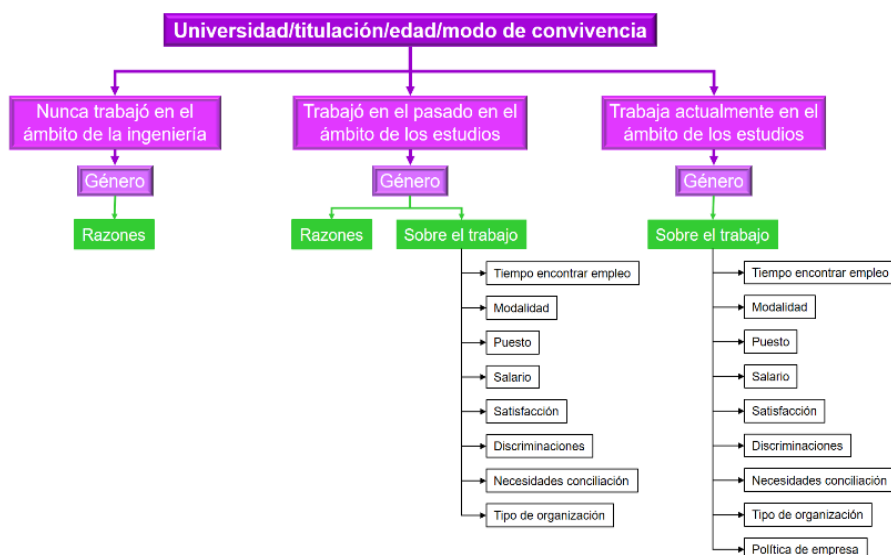 Universidad/titulación/edad/modo de convivencia
Nunca trabajó en el
ámbito de la ingeniería
Trabajó en el pasado en el
ámbito de los estudios
Trabaja actualmente en el
ámbito de los estudios
Género
Género
Género
Razones
Razones
Sobre el trabajo
Sobre el trabajo
Tiempo encontrar empleo
Modalidad
Puesto
Salario
Satisfacción
Discriminaciones
Necesidades conciliación
Tipo de organización
Tiempo encontrar empleo
Modalidad
Puesto
Salario
Satisfacción
Discriminaciones
Necesidades conciliación
Tipo de organización
Política de empresa